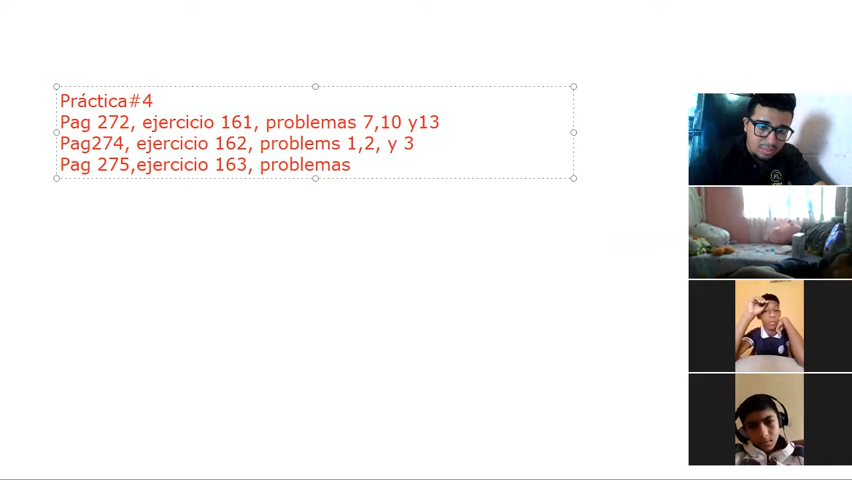 Práctica#4
Pag 272, ejercicio 161, problemas 7,10 y13
Pag274, ejercicio 162, problems 1,2, y 3
Pag 275,ejercicio 163, problemas